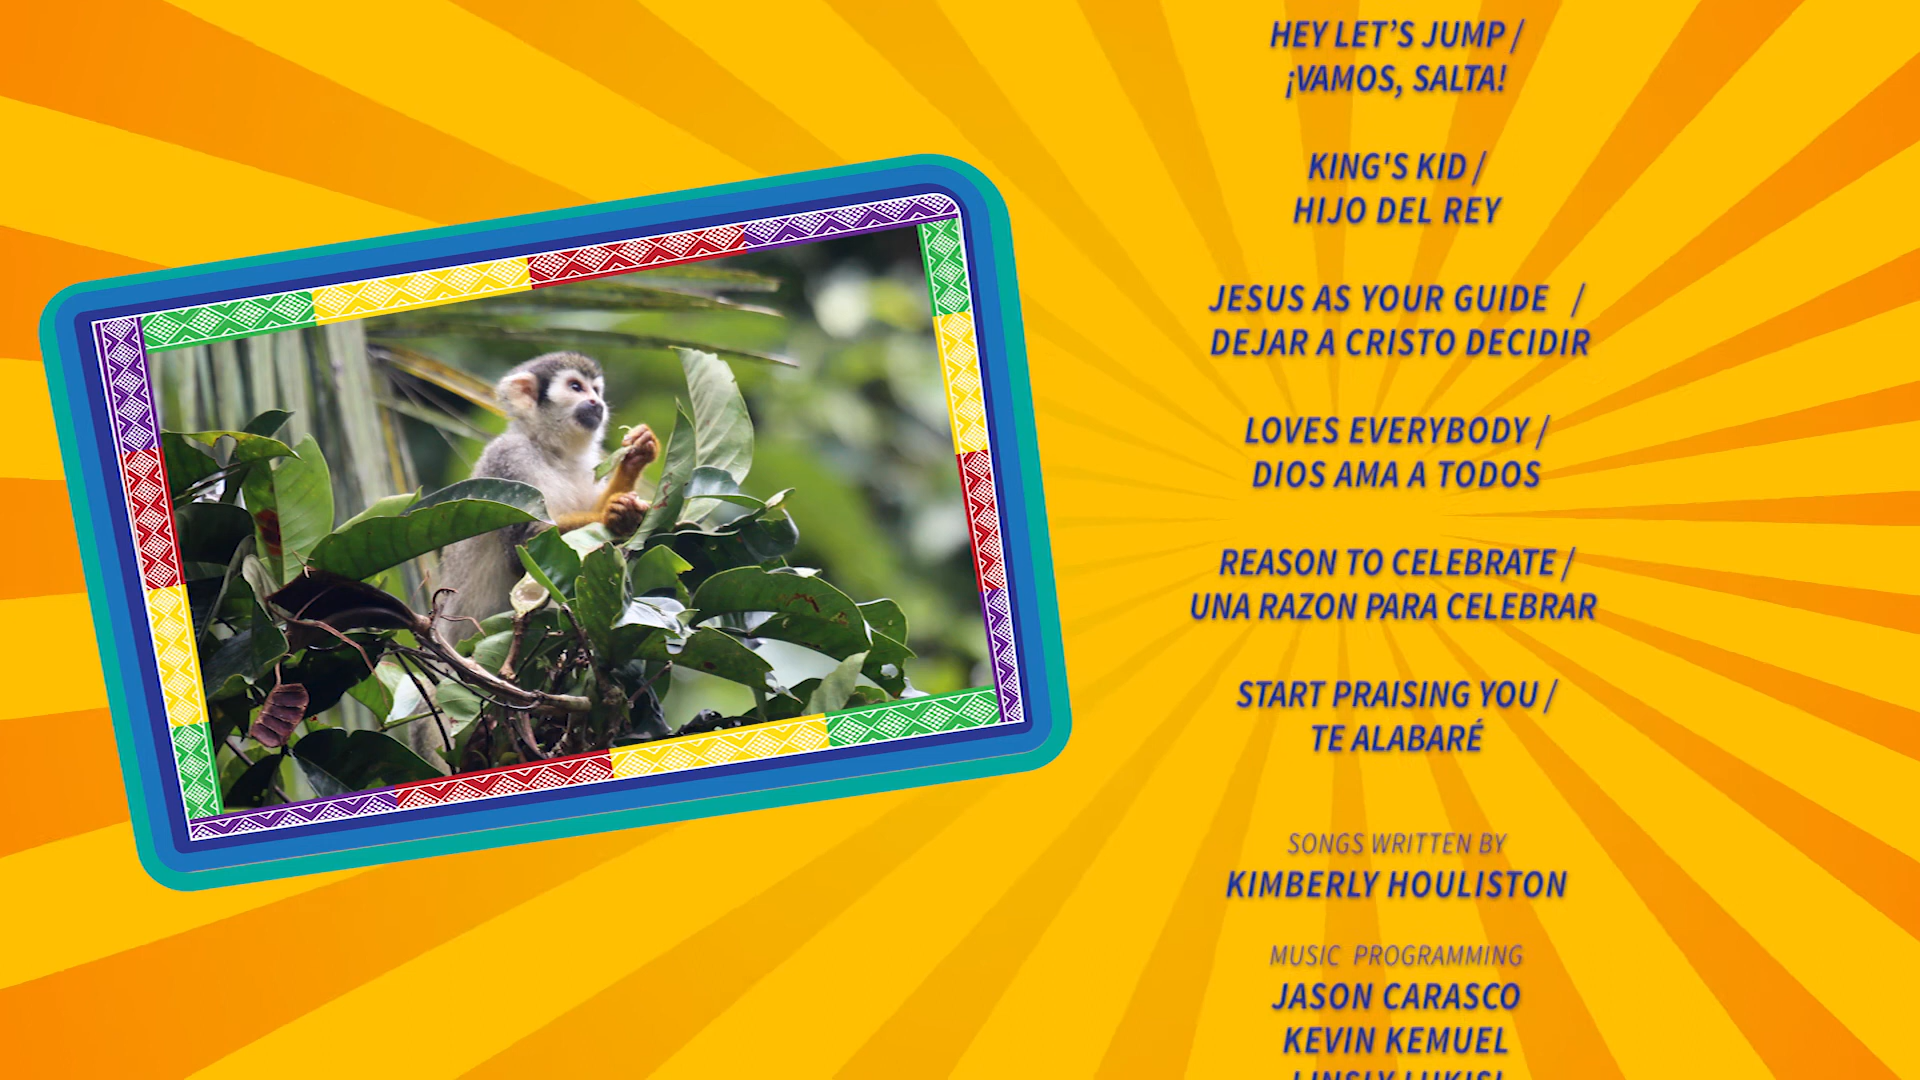 HEY LET’S JUMP /
¡VAMOS, SALTA!
KING'S KID /
HIJO DEL REY
JESUS AS YOUR GUIDE /
DEJAR A CRISTO DECIDIR
LOVES EVERYBODY /
DIOS AMA A TODOS
REASON TO CELEBRATE /
UNA RAZON PARA CELEBRAR
START PRAISING YOU /
TE ALABARÉ
SONGS WRITTEN BY
KIMBERLY HOULISTON
MUSIC PROGRAMMING
JASON CARASCO
KEVIN KEMUEL